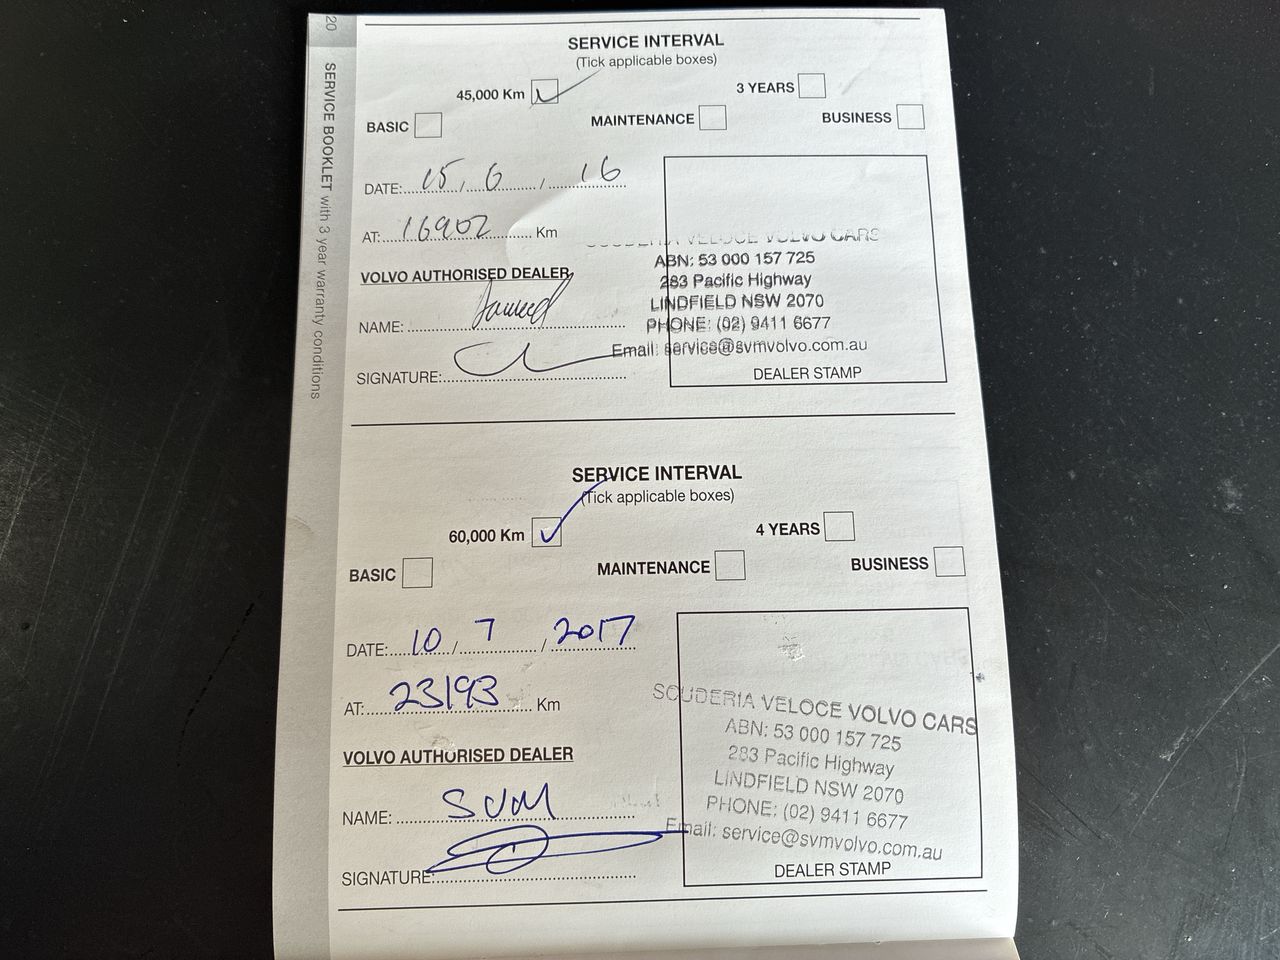 20
SERVICE BOOKLET with 3 year warranty conditions
SERVICE INTERVAL
(Tick applicable boxes)
45,000 Km 3 YEARS
BASIC MAINTENANCE BUSINESS
DATE: 15/6/16
AT: 16902 Km
VOLVO AUTHORISED DEALER
NAME:
SIGNATURE:
SCUDERIA VELOCE VOLVO CARS
ABN: 53 000 157 725
283 Pacific Highway
LINDFIELD NSW 2070
PHONE: (02) 9411 6677
Email: service@svmvolvo.com.au
DEALER STAMP
SERVICE INTERVAL
(Tick applicable boxes)
60,000 Km 4 YEARS
BASIC MAINTENANCE BUSINESS
DATE: 10/7/2017
AT: 23193 Km
VOLVO AUTHORISED DEALER
NAME: SVM
SIGNATURE:
SCUDERIA VELOCE VOLVO CARS
ABN: 53 000 157 725
283 Pacific Highway
LINDFIELD NSW 2070
PHONE: (02) 9411 6677
Email: service@svmvolvo.com.au
DEALER STAMP